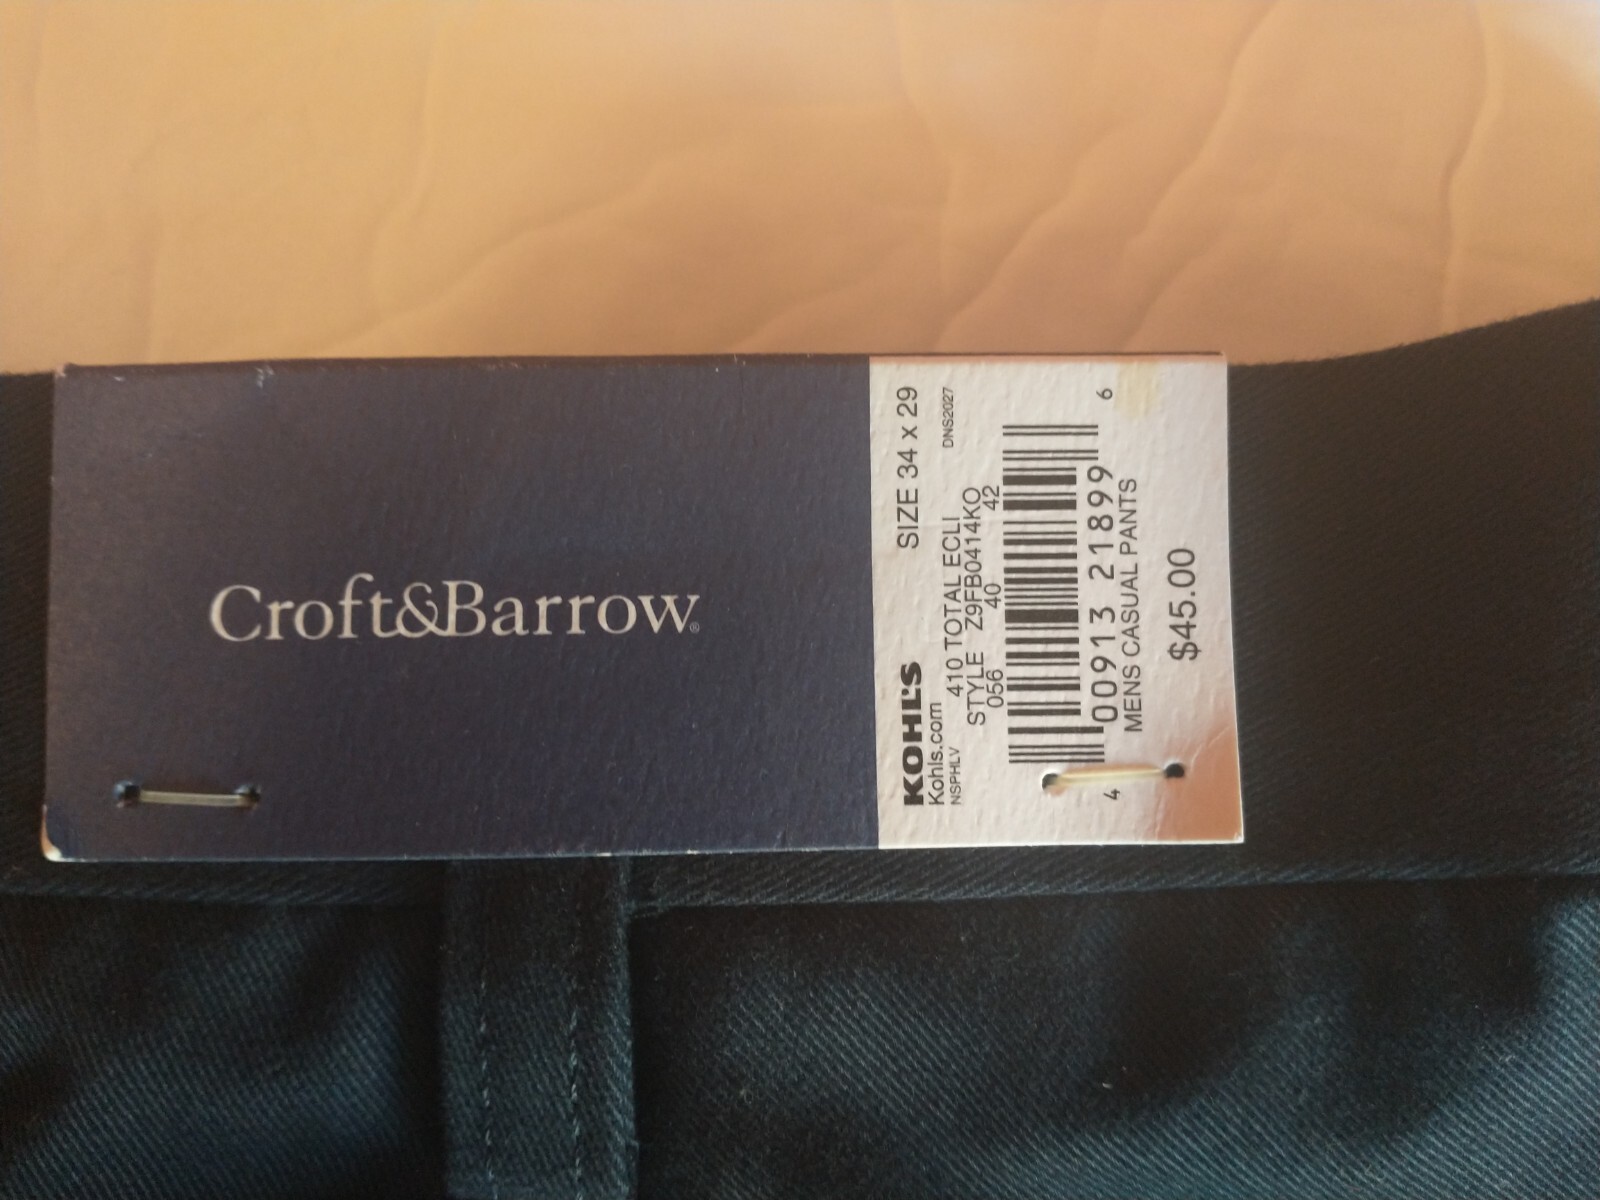 Croft&Barrow®
KOHL'S SIZE 34 x 29
Kohls.com
NSPHLV DNS2027
410 TOTAL ECLI
STYLE Z9FB0414KO
056 40 42
4 00913 21899 6
MENS CASUAL PANTS
$45.00